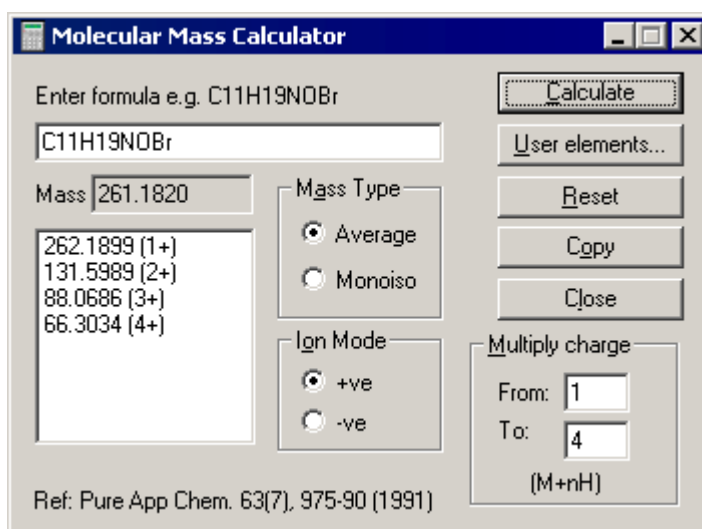 Molecular Mass Calculator
Enter formula e.g. C11H19NOBr
C11H19NOBr
Mass 261.1820
262.1899 (1+)
131.5989 (2+)
88.0686 (3+)
66.3034 (4+)
Mass Type
Average
Monoiso
Ion Mode
+ve
-ve
Calculate
User elements...
Reset
Copy
Close
Multiply charge
From: 1
To: 4
(M+nH)
Ref: Pure App Chem. 63(7), 975-90 (1991)